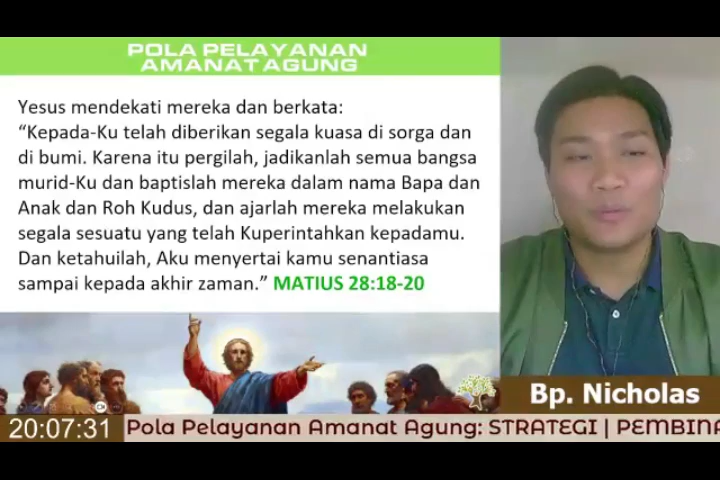 POLA PELAYANAN
AMANAT AGUNG
Yesus mendekati mereka dan berkata:
“Kepada-Ku telah diberikan segala kuasa di sorga dan
di bumi. Karena itu pergilah, jadikanlah semua bangsa
murid-Ku dan baptislah mereka dalam nama Bapa dan
Anak dan Roh Kudus, dan ajarlah mereka melakukan
segala sesuatu yang telah Kuperintahkan kepadamu.
Dan ketahuilah, Aku menyertai kamu senantiasa
sampai kepada akhir zaman.” MATIUS 28:18-20
Bp. Nicholas
20:07:31 Pola Pelayanan Amanat Agung: STRATEGI | PEMBINA